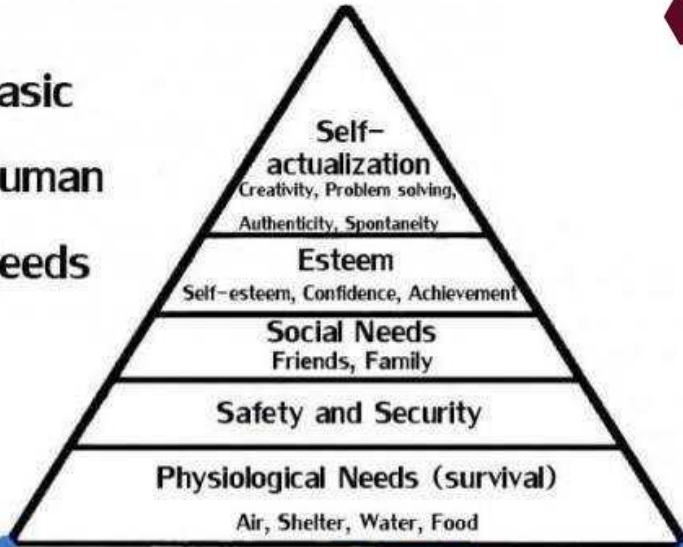 asic
uman
eeds
Self-
actualization
Creativity, Problem solving,
Authenticity, Spontaneity
Esteem
Self-esteem, Confidence, Achievement
Social Needs
Friends, Family
Safety and Security
Physiological Needs (survival)
Air, Shelter, Water, Food